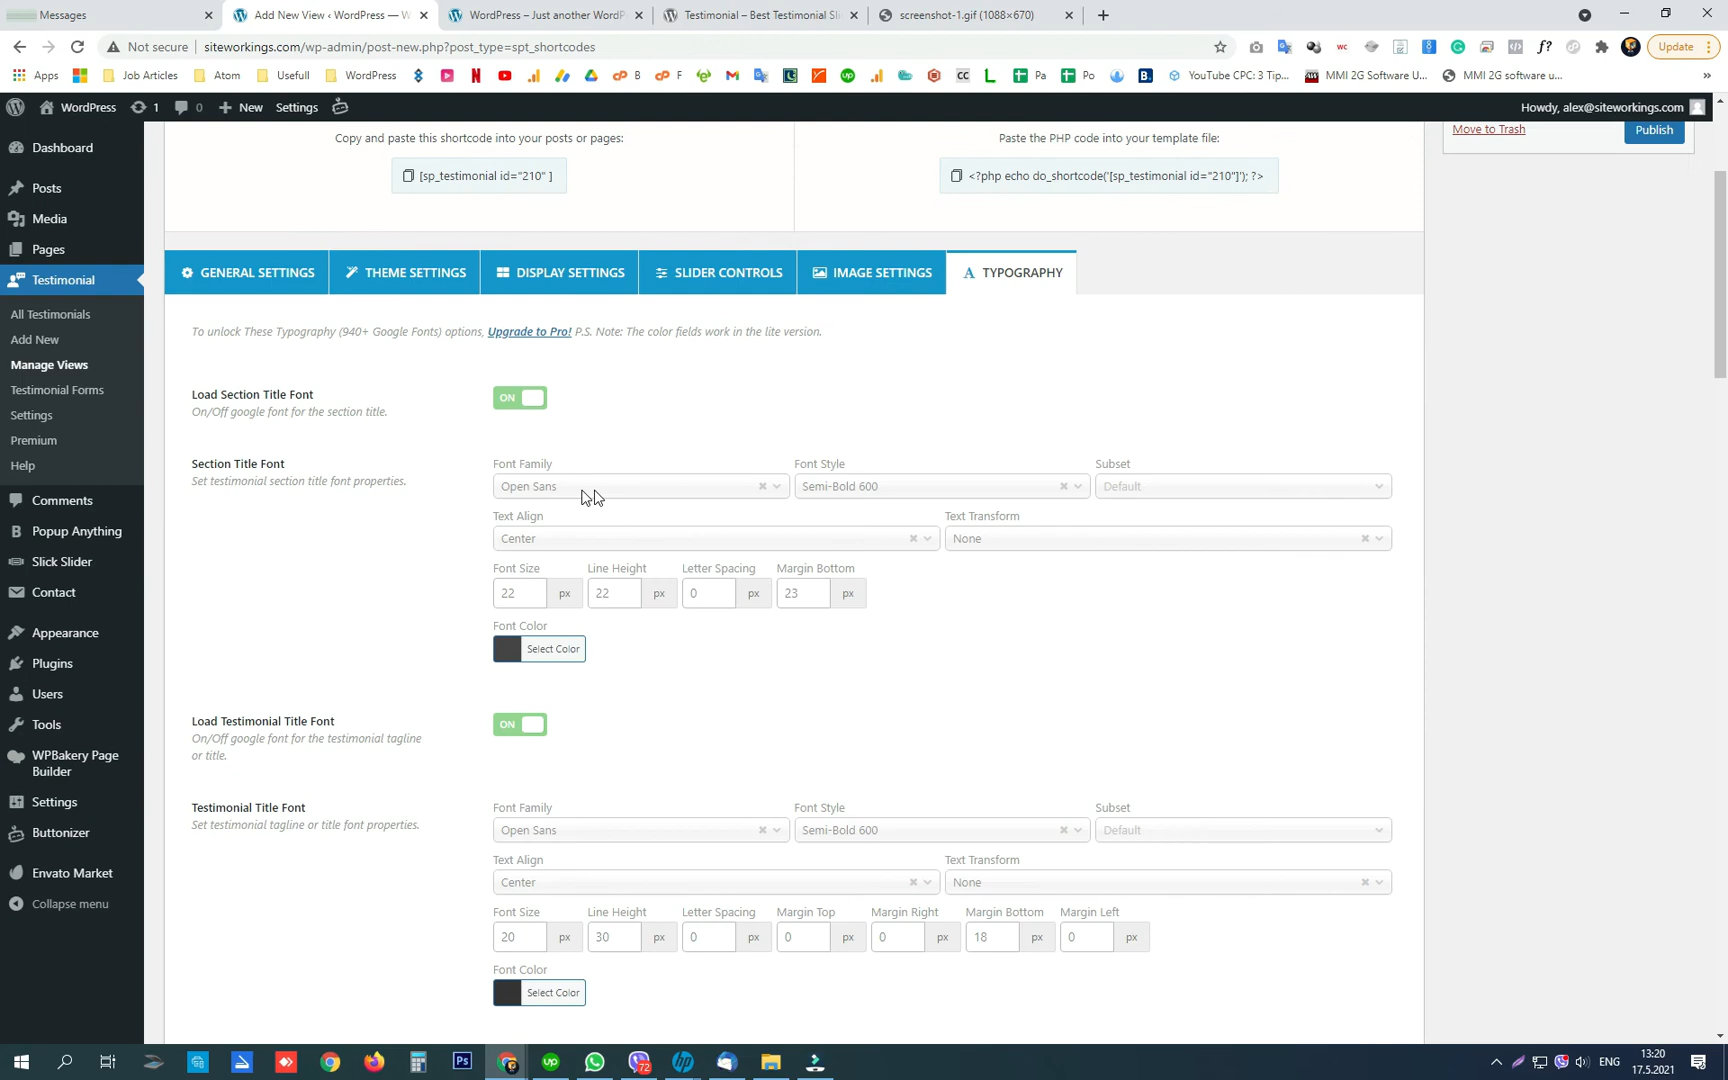 Messages
Add New View ‹ WordPress — W
WordPress – Just another WordP
Testimonial – Best Testimonial Sli
screenshot-1.gif (1088×670)
Not secure
siteworkings.com/wp-admin/post-new.php?post_type=spt_shortcodes
Update
Apps
Job Articles
Atom
Usefull
WordPress
B
F
CC
Pa
Po
YouTube CPC: 3 Tip...
MMI 2G Software U...
MMI 2G software u...
WordPress
1
0
New
Settings
Howdy, alex@siteworkings.com
Dashboard
Posts
Media
Pages
Testimonial
All Testimonials
Add New
Manage Views
Testimonial Forms
Settings
Premium
Help
Comments
Popup Anything
Slick Slider
Contact
Appearance
Plugins
Users
Tools
WPBakery Page
Builder
Settings
Buttonizer
Envato Market
Collapse menu
Copy and paste this shortcode into your posts or pages:
[sp_testimonial id="210" ]
Paste the PHP code into your template file:
<?php echo do_shortcode('[sp_testimonial id="210"]'); ?>
Move to Trash
Publish
GENERAL SETTINGS
THEME SETTINGS
DISPLAY SETTINGS
SLIDER CONTROLS
IMAGE SETTINGS
TYPOGRAPHY
To unlock These Typography (940+ Google Fonts) options, Upgrade to Pro! P.S. Note: The color fields work in the lite version.
Load Section Title Font
On/Off google font for the section title.
ON
Section Title Font
Set testimonial section title font properties.
Font Family
Font Style
Subset
Open Sans
Semi-Bold 600
Default
Text Align
Text Transform
Center
None
Font Size
Line Height
Letter Spacing
Margin Bottom
22 px
22 px
0 px
23 px
Font Color
Select Color
Load Testimonial Title Font
On/Off google font for the testimonial tagline
or title.
ON
Testimonial Title Font
Set testimonial tagline or title font properties.
Font Family
Font Style
Subset
Open Sans
Semi-Bold 600
Default
Text Align
Text Transform
Center
None
Font Size
Line Height
Letter Spacing
Margin Top
Margin Right
Margin Bottom
Margin Left
20 px
30 px
0 px
0 px
0 px
18 px
0 px
Font Color
Select Color
Ps
72
ENG
13:20
17.5.2021